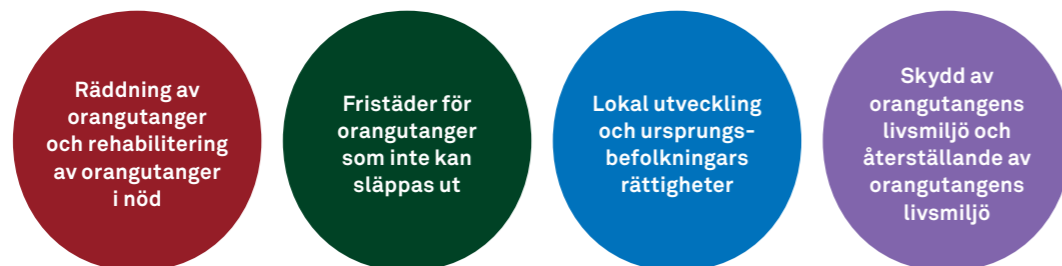 Räddning av
orangutanger
och rehabilitering
av orangutanger
i nöd
Fristäder för
orangutanger
som inte kan
släppas ut
Lokal utveckling
och ursprungs-
befolkningars
rättigheter
Skydd av
orangutangens
livsmiljö och
återställande av
orangutangens
livsmiljö